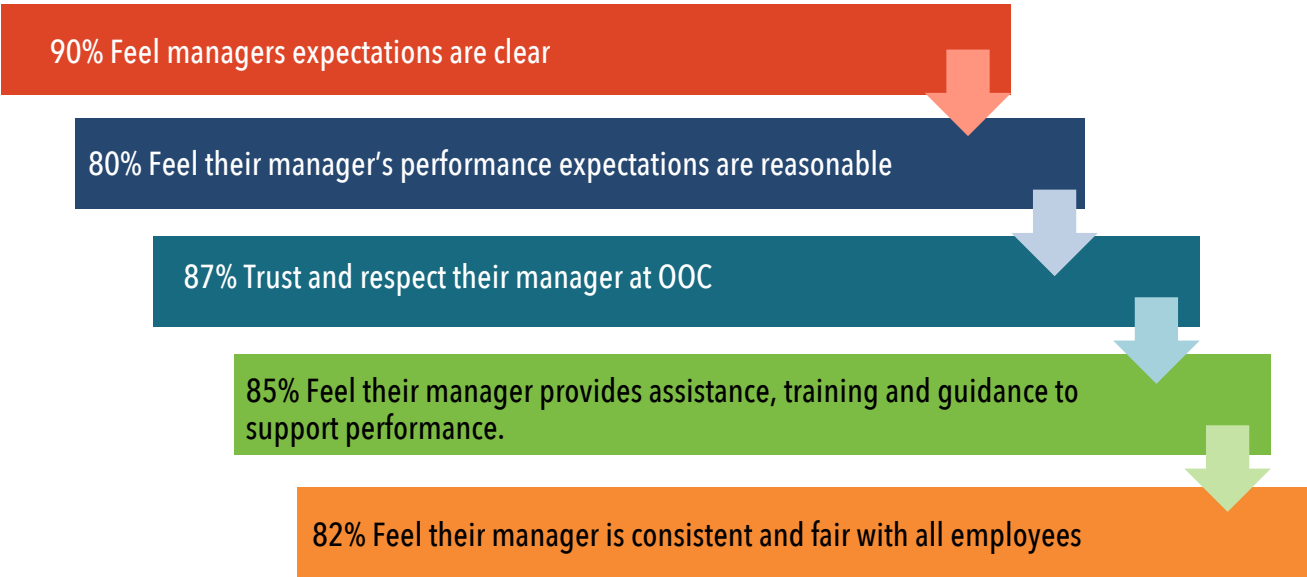 90% Feel managers expectations are clear
80% Feel their manager’s performance expectations are reasonable
87% Trust and respect their manager at OOC
85% Feel their manager provides assistance, training and guidance to
support performance.
82% Feel their manager is consistent and fair with all employees